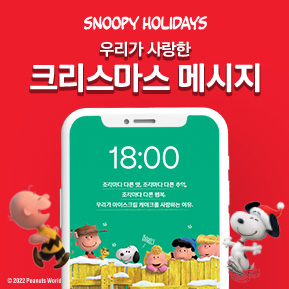 SNOOPY HOLIDAYS
우리가 사랑한
크리스마스 메시지
18:00
조각마다 다른 맛, 조각마다 다른 추억,
조각마다 다른 행복.
우리가 아이스크림 케이크를 사랑하는 이유.
© 2022 Peanuts World